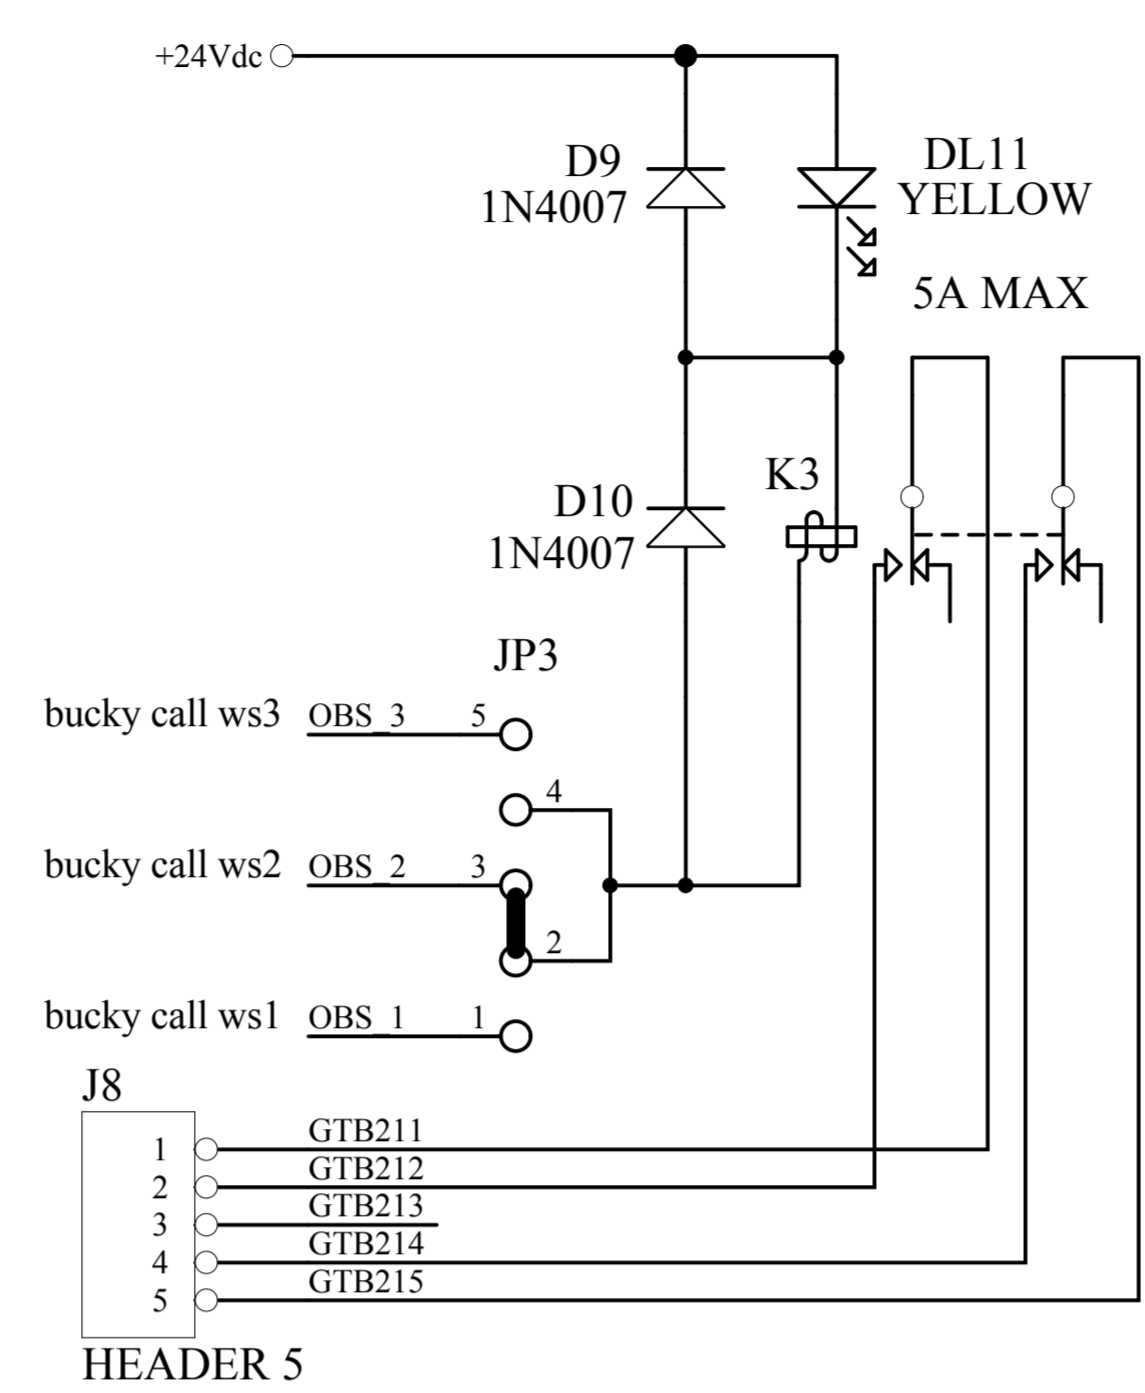 +24Vdc
D9
1N4007
DL11
YELLOW
5A MAX
K3
D10
1N4007
JP3
bucky call ws3 OBS_3 5
4
bucky call ws2 OBS_2 3
2
bucky call ws1 OBS_1 1
J8
1 GTB211
2 GTB212
3 GTB213
4 GTB214
5 GTB215
HEADER 5